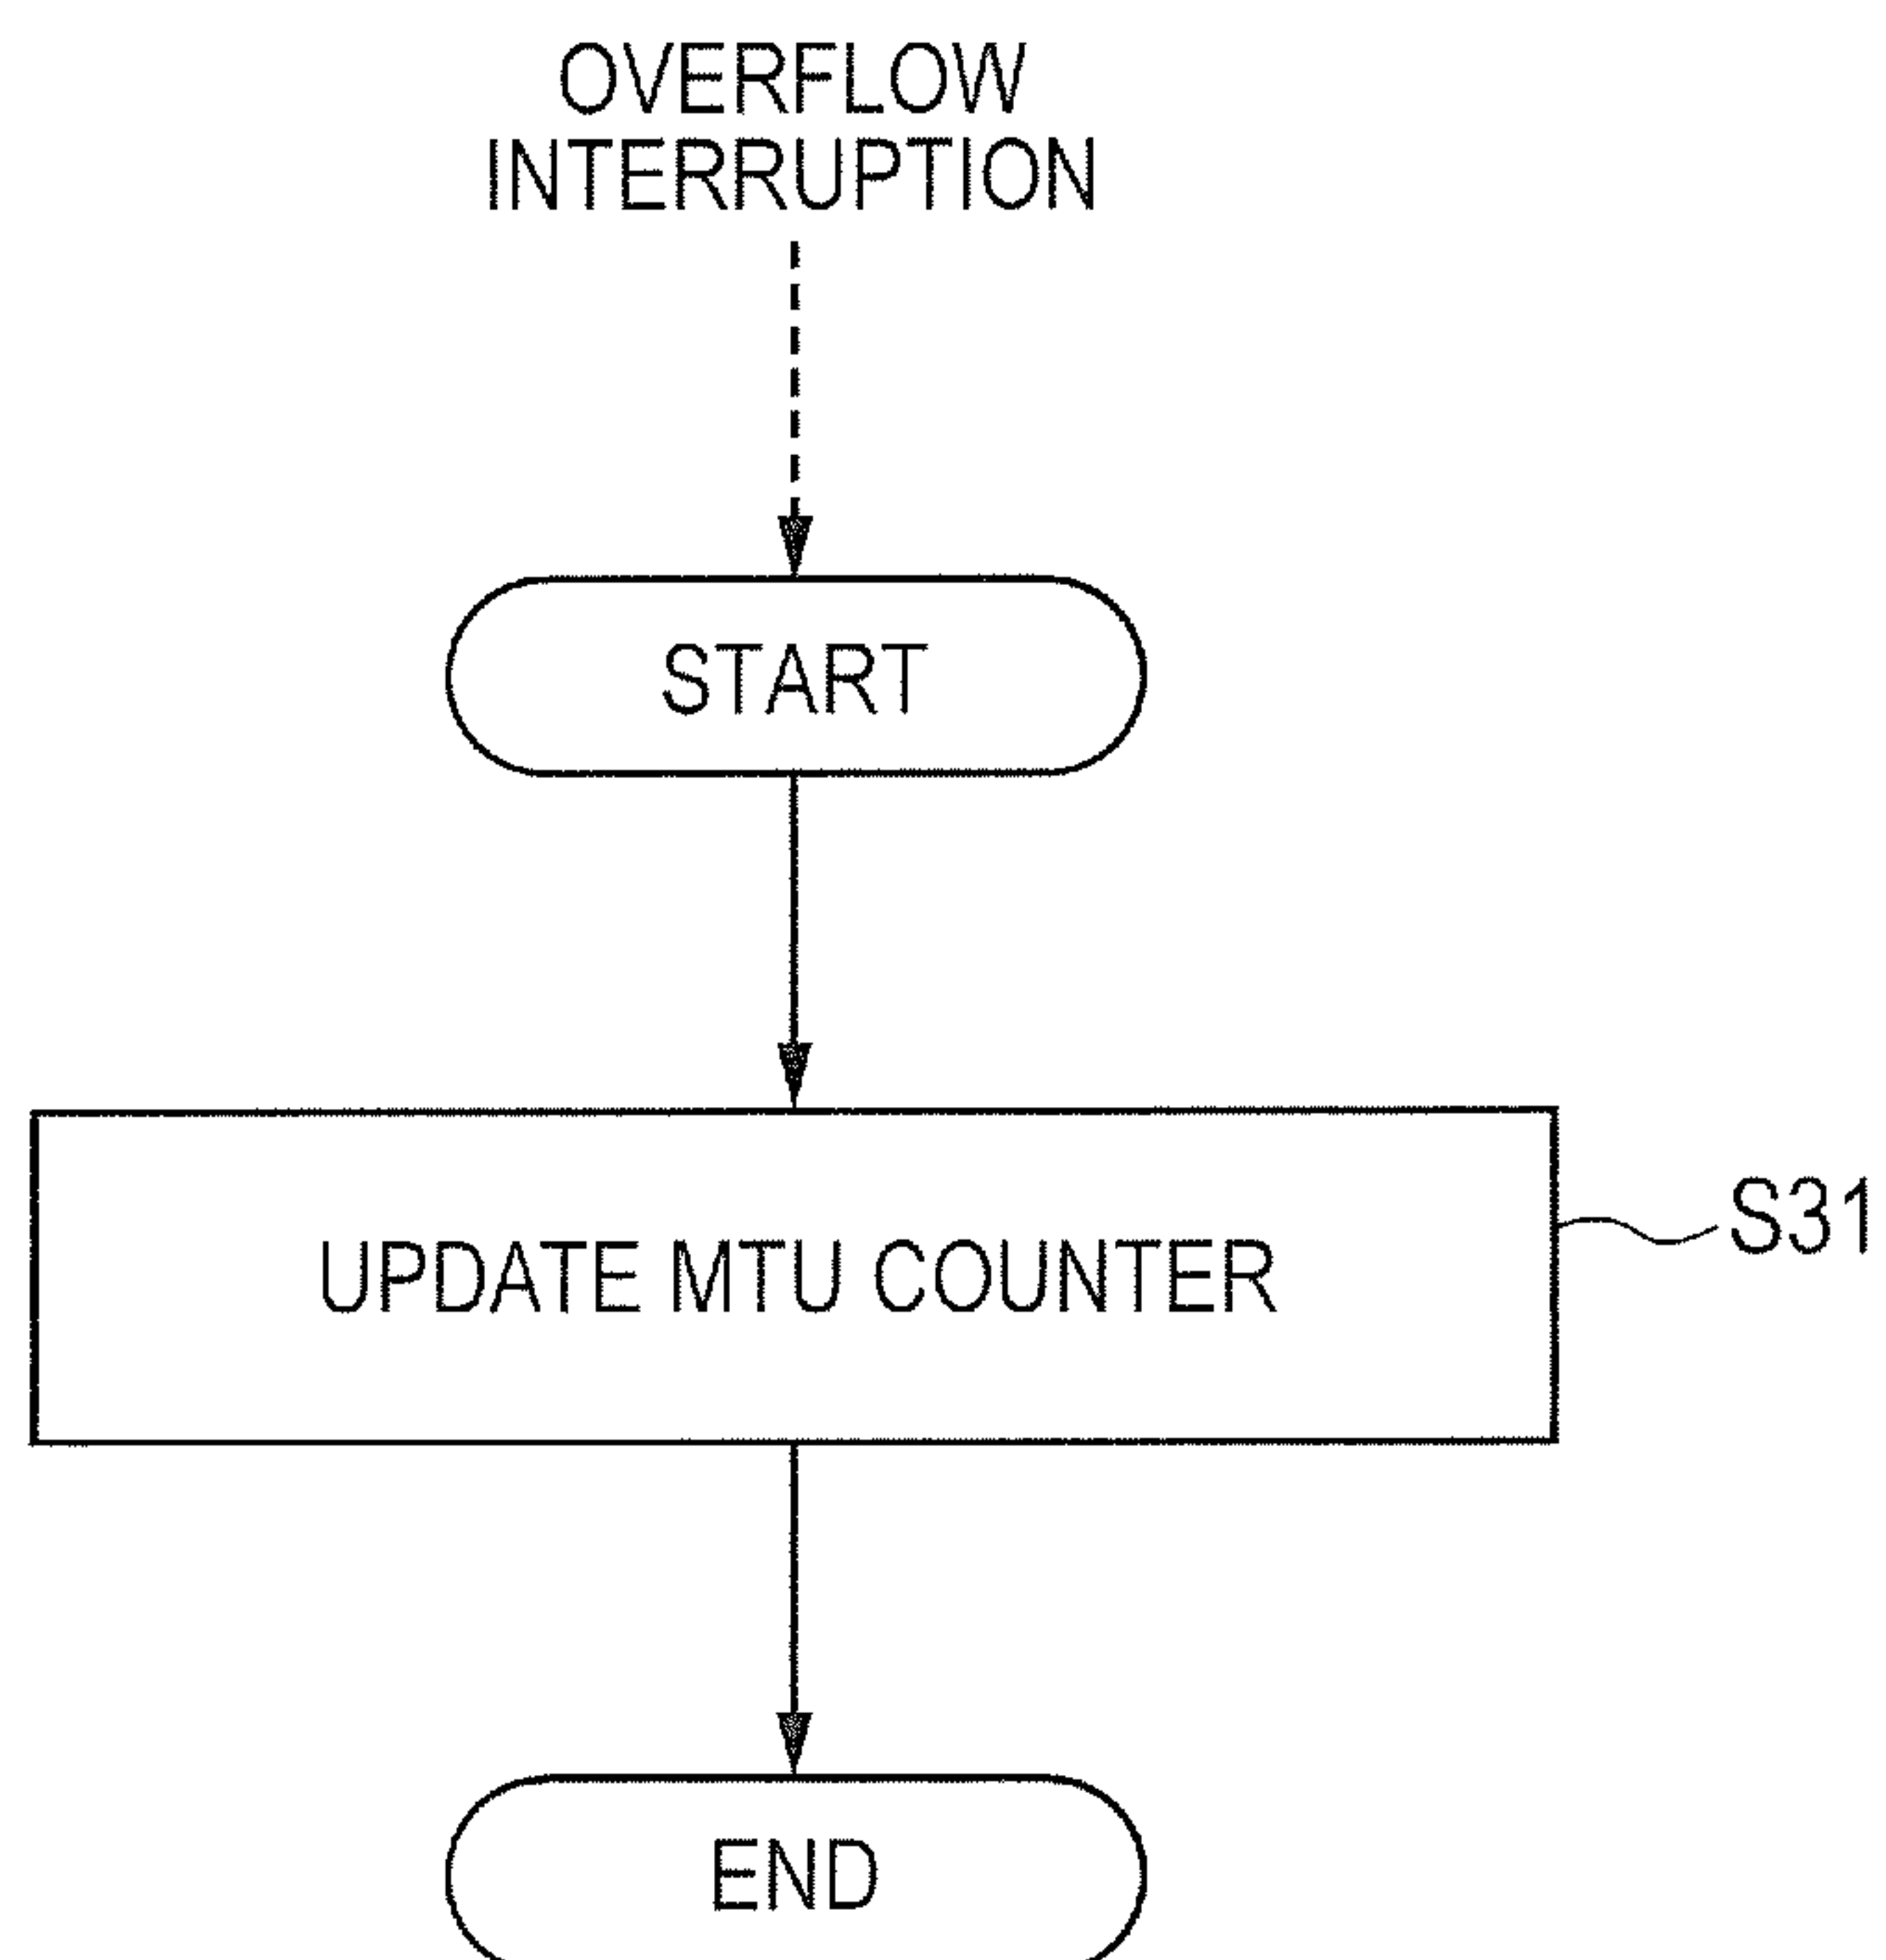 OVERFLOW
INTERRUPTION
START
UPDATE MTU COUNTER
S31
END